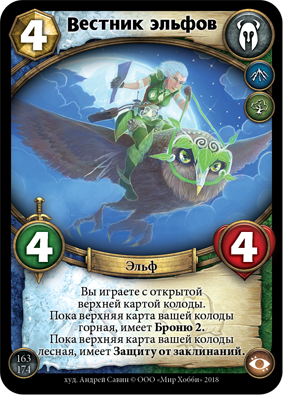 4
Вестник эльфов
4
4
Эльф
Вы играете с открытой
верхней картой колоды.
Пока верхняя карта вашей колоды
горная, имеет Броню 2.
Пока верхняя карта вашей колоды
лесная, имеет Защиту от заклинаний.
163
174
худ. Андрей Савин © ООО «Мир Хобби» 2018